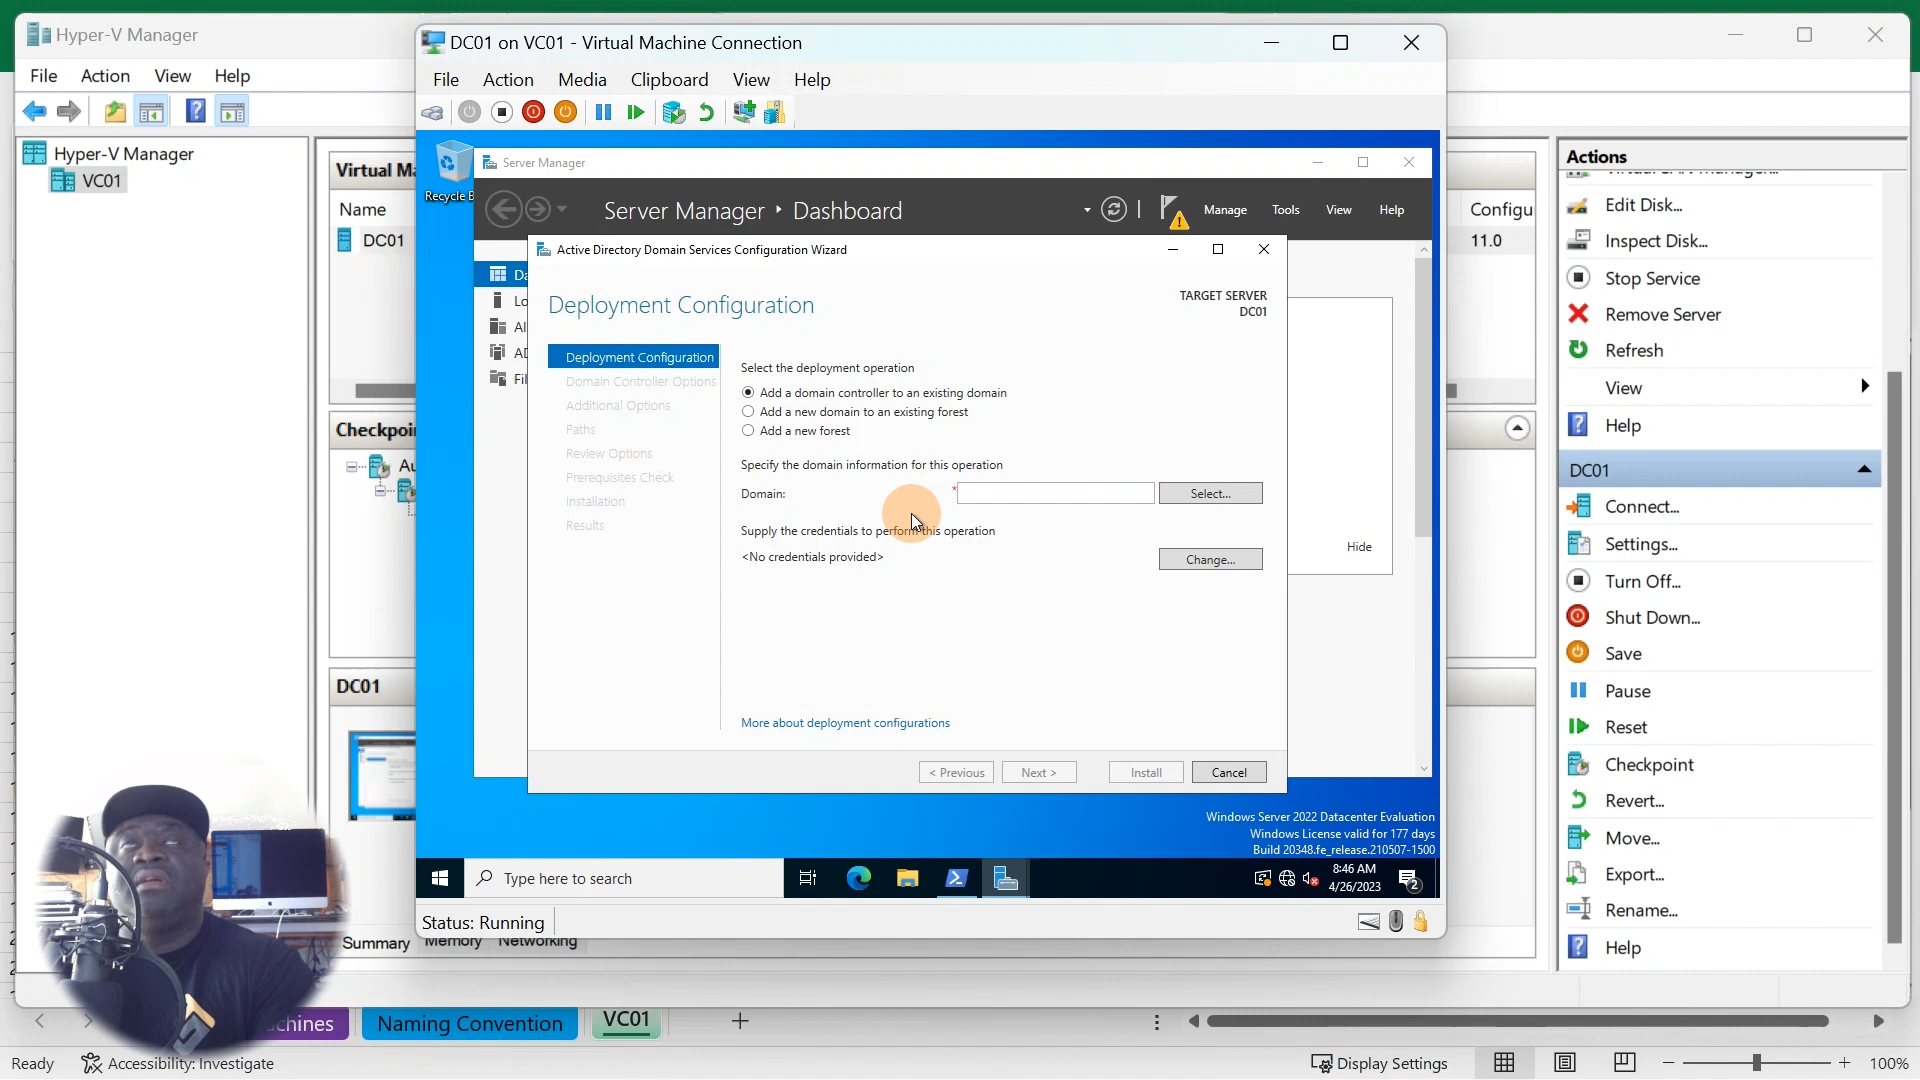 Hyper-V Manager
File Action View Help
Hyper-V Manager
VC01
Name
DC01
DC01
Summary Memory Networking
DC01 on VC01 - Virtual Machine Connection
File Action Media Clipboard View Help
Server Manager
Server Manager Dashboard
Manage Tools View Help
Active Directory Domain Services Configuration Wizard
Deployment Configuration
TARGET SERVER
DC01
Deployment Configuration
Domain Controller Options
Additional Options
Paths
Review Options
Prerequisites Check
Installation
Results
Select the deployment operation
Add a domain controller to an existing domain
Add a new domain to an existing forest
Add a new forest
Specify the domain information for this operation
Domain: * Select...
Supply the credentials to perform this operation
<No credentials provided> Change...
More about deployment configurations
< Previous Next > Install Cancel
Hide
Windows Server 2022 Datacenter Evaluation
Windows License valid for 177 days
Build 20348.fe_release.210507-1500
Type here to search
8:46 AM
4/26/2023
2
Status: Running
11.0
Actions
Edit Disk...
Inspect Disk...
Stop Service
Remove Server
Refresh
View
Help
DC01
Connect...
Settings...
Turn Off...
Shut Down...
Save
Pause
Reset
Checkpoint
Revert...
Move...
Export...
Rename...
Help
Naming Convention VC01
Ready Accessibility: Investigate Display Settings 100%